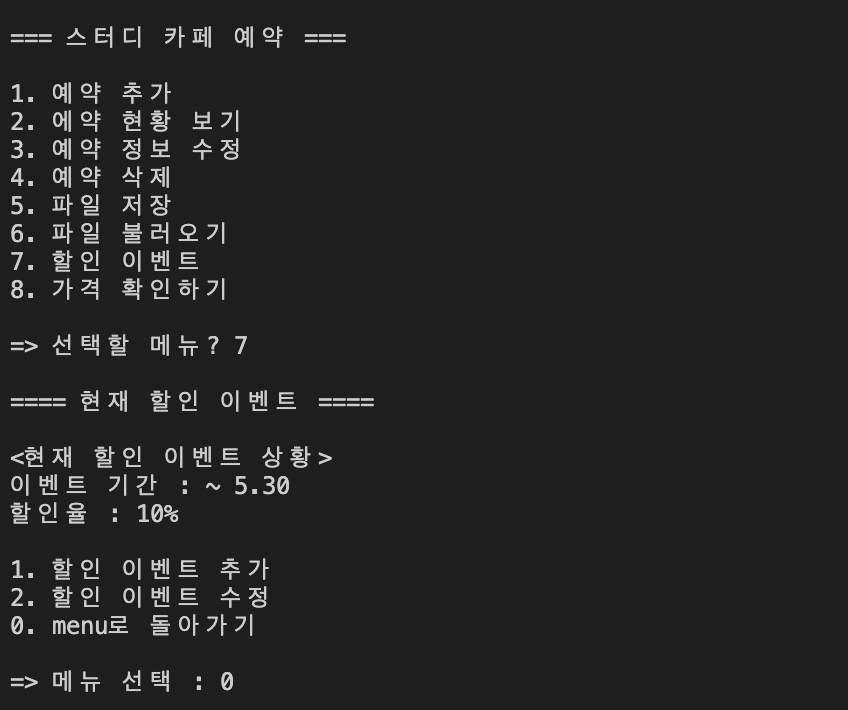 === 스터디 카페 예약 ===
1. 예약 추가
2. 에약 현황 보기
3. 예약 정보 수정
4. 예약 삭제
5. 파일 저장
6. 파일 불러오기
7. 할인 이벤트
8. 가격 확인하기
=> 선택할 메뉴? 7
==== 현재 할인 이벤트 ====
<현재 할인 이벤트 상황>
이벤트 기간 : ~ 5.30
할인율 : 10%
1. 할인 이벤트 추가
2. 할인 이벤트 수정
0. menu로 돌아가기
=> 메뉴 선택 : 0